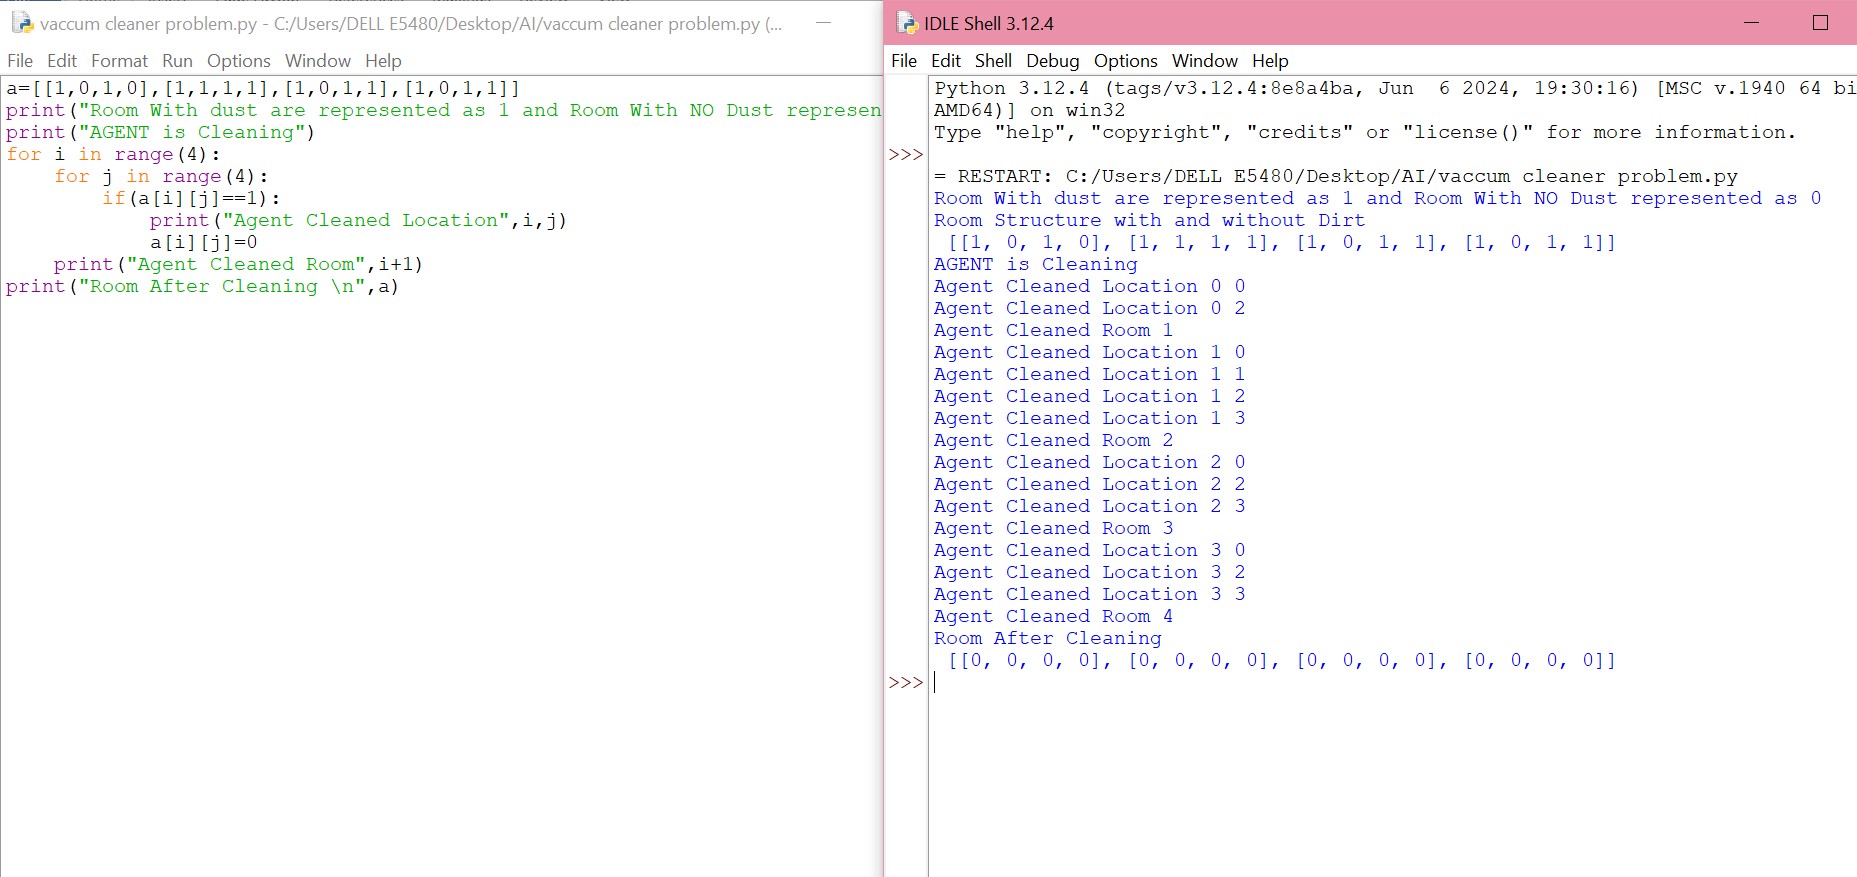 vaccum cleaner problem.py - C:/Users/DELL E5480/Desktop/AI/vaccum cleaner problem.py (...
File Edit Format Run Options Window Help
a=[[1,0,1,0],[1,1,1,1],[1,0,1,1],[1,0,1,1]]
print("Room With dust are represented as 1 and Room With NO Dust represen
print("AGENT is Cleaning")
for i in range(4):
    for j in range(4):
        if(a[i][j]==1):
            print("Agent Cleaned Location",i,j)
            a[i][j]=0
    print("Agent Cleaned Room",i+1)
print("Room After Cleaning \n",a)
IDLE Shell 3.12.4
File Edit Shell Debug Options Window Help
Python 3.12.4 (tags/v3.12.4:8e8a4ba, Jun  6 2024, 19:30:16) [MSC v.1940 64 bi
AMD64)] on win32
Type "help", "copyright", "credits" or "license()" for more information.
>>>
= RESTART: C:/Users/DELL E5480/Desktop/AI/vaccum cleaner problem.py
Room With dust are represented as 1 and Room With NO Dust represented as 0
Room Structure with and without Dirt
 [[1, 0, 1, 0], [1, 1, 1, 1], [1, 0, 1, 1], [1, 0, 1, 1]]
AGENT is Cleaning
Agent Cleaned Location 0 0
Agent Cleaned Location 0 2
Agent Cleaned Room 1
Agent Cleaned Location 1 0
Agent Cleaned Location 1 1
Agent Cleaned Location 1 2
Agent Cleaned Location 1 3
Agent Cleaned Room 2
Agent Cleaned Location 2 0
Agent Cleaned Location 2 2
Agent Cleaned Location 2 3
Agent Cleaned Room 3
Agent Cleaned Location 3 0
Agent Cleaned Location 3 2
Agent Cleaned Location 3 3
Agent Cleaned Room 4
Room After Cleaning
 [[0, 0, 0, 0], [0, 0, 0, 0], [0, 0, 0, 0], [0, 0, 0, 0]]
>>>